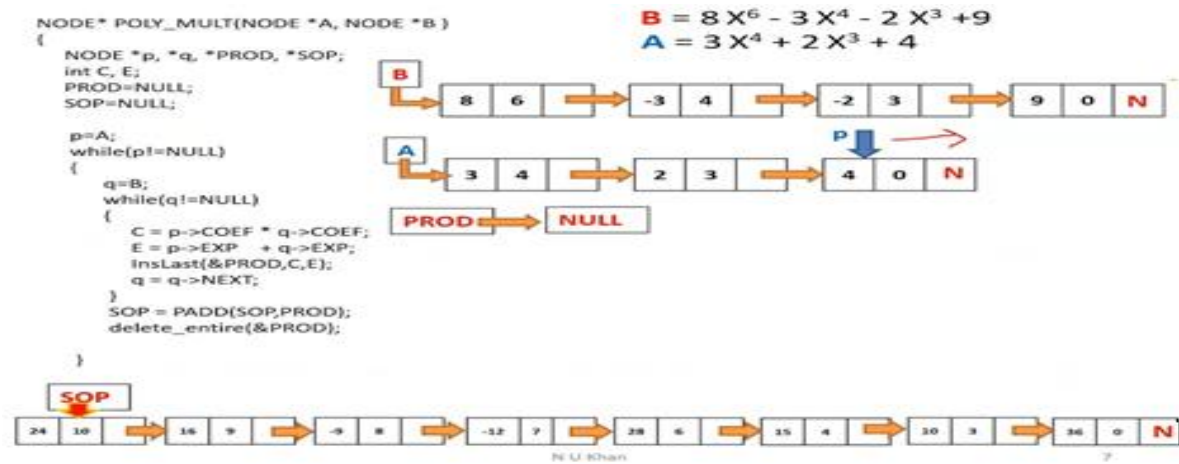 NODE* POLY_MULT(NODE *A, NODE *B )
{
NODE *p, *q, *PROD, *SOP;
int C, E;
PROD=NULL;
SOP=NULL;
p=A;
while(p!=NULL)
{
q=B;
while(q!=NULL)
{
C = p->COEF * q->COEF;
E = p->EXP + q->EXP;
InsLast(&PROD,C,E);
q = q->NEXT;
}
SOP = PADD(SOP,PROD);
delete_entire(&PROD);
}
B = 8 X⁶ - 3 X⁴ - 2 X³ +9
A = 3 X⁴ + 2 X³ + 4
B
8 6 -3 4 -2 3 9 0 N
P
A
3 4 2 3 4 0 N
PROD NULL
SOP
24 10 16 9 -9 8 -12 7 28 6 15 4 10 3 36 0 N
N U Khan 7